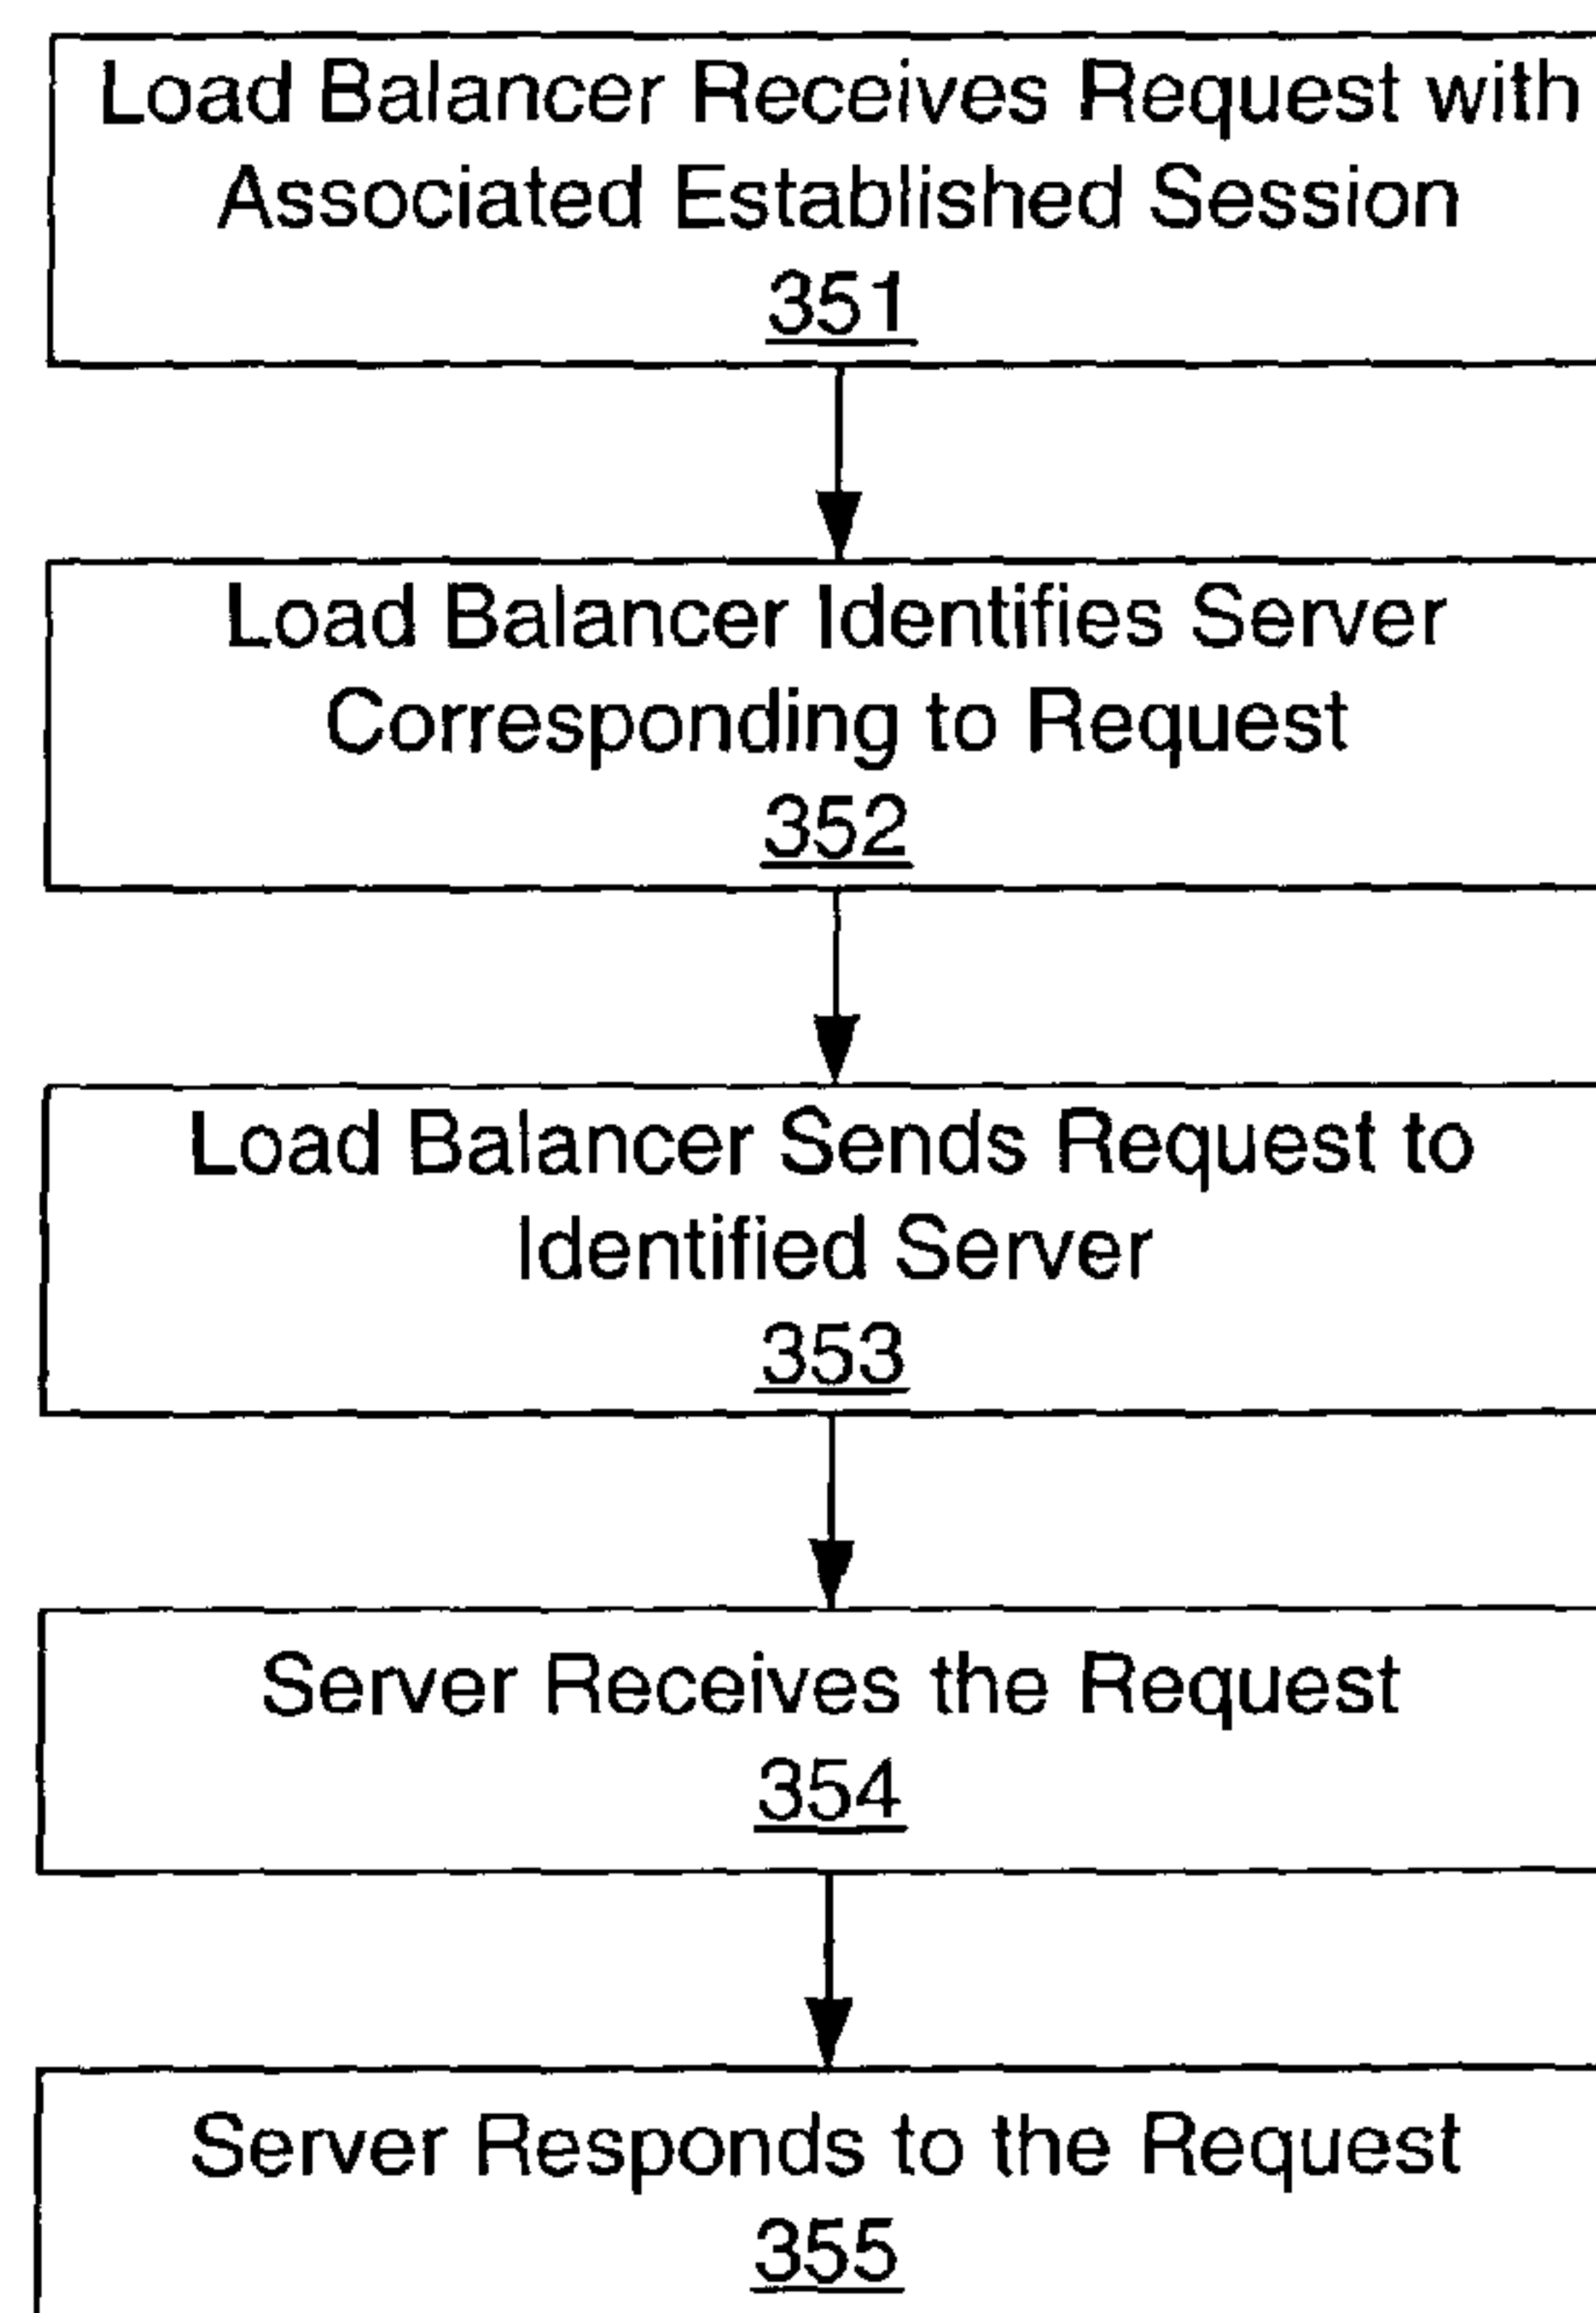 Load Balancer Receives Request with
Associated Established Session
351
Load Balancer Identifies Server
Corresponding to Request
352
Load Balancer Sends Request to
Identified Server
353
Server Receives the Request
354
Server Responds to the Request
355